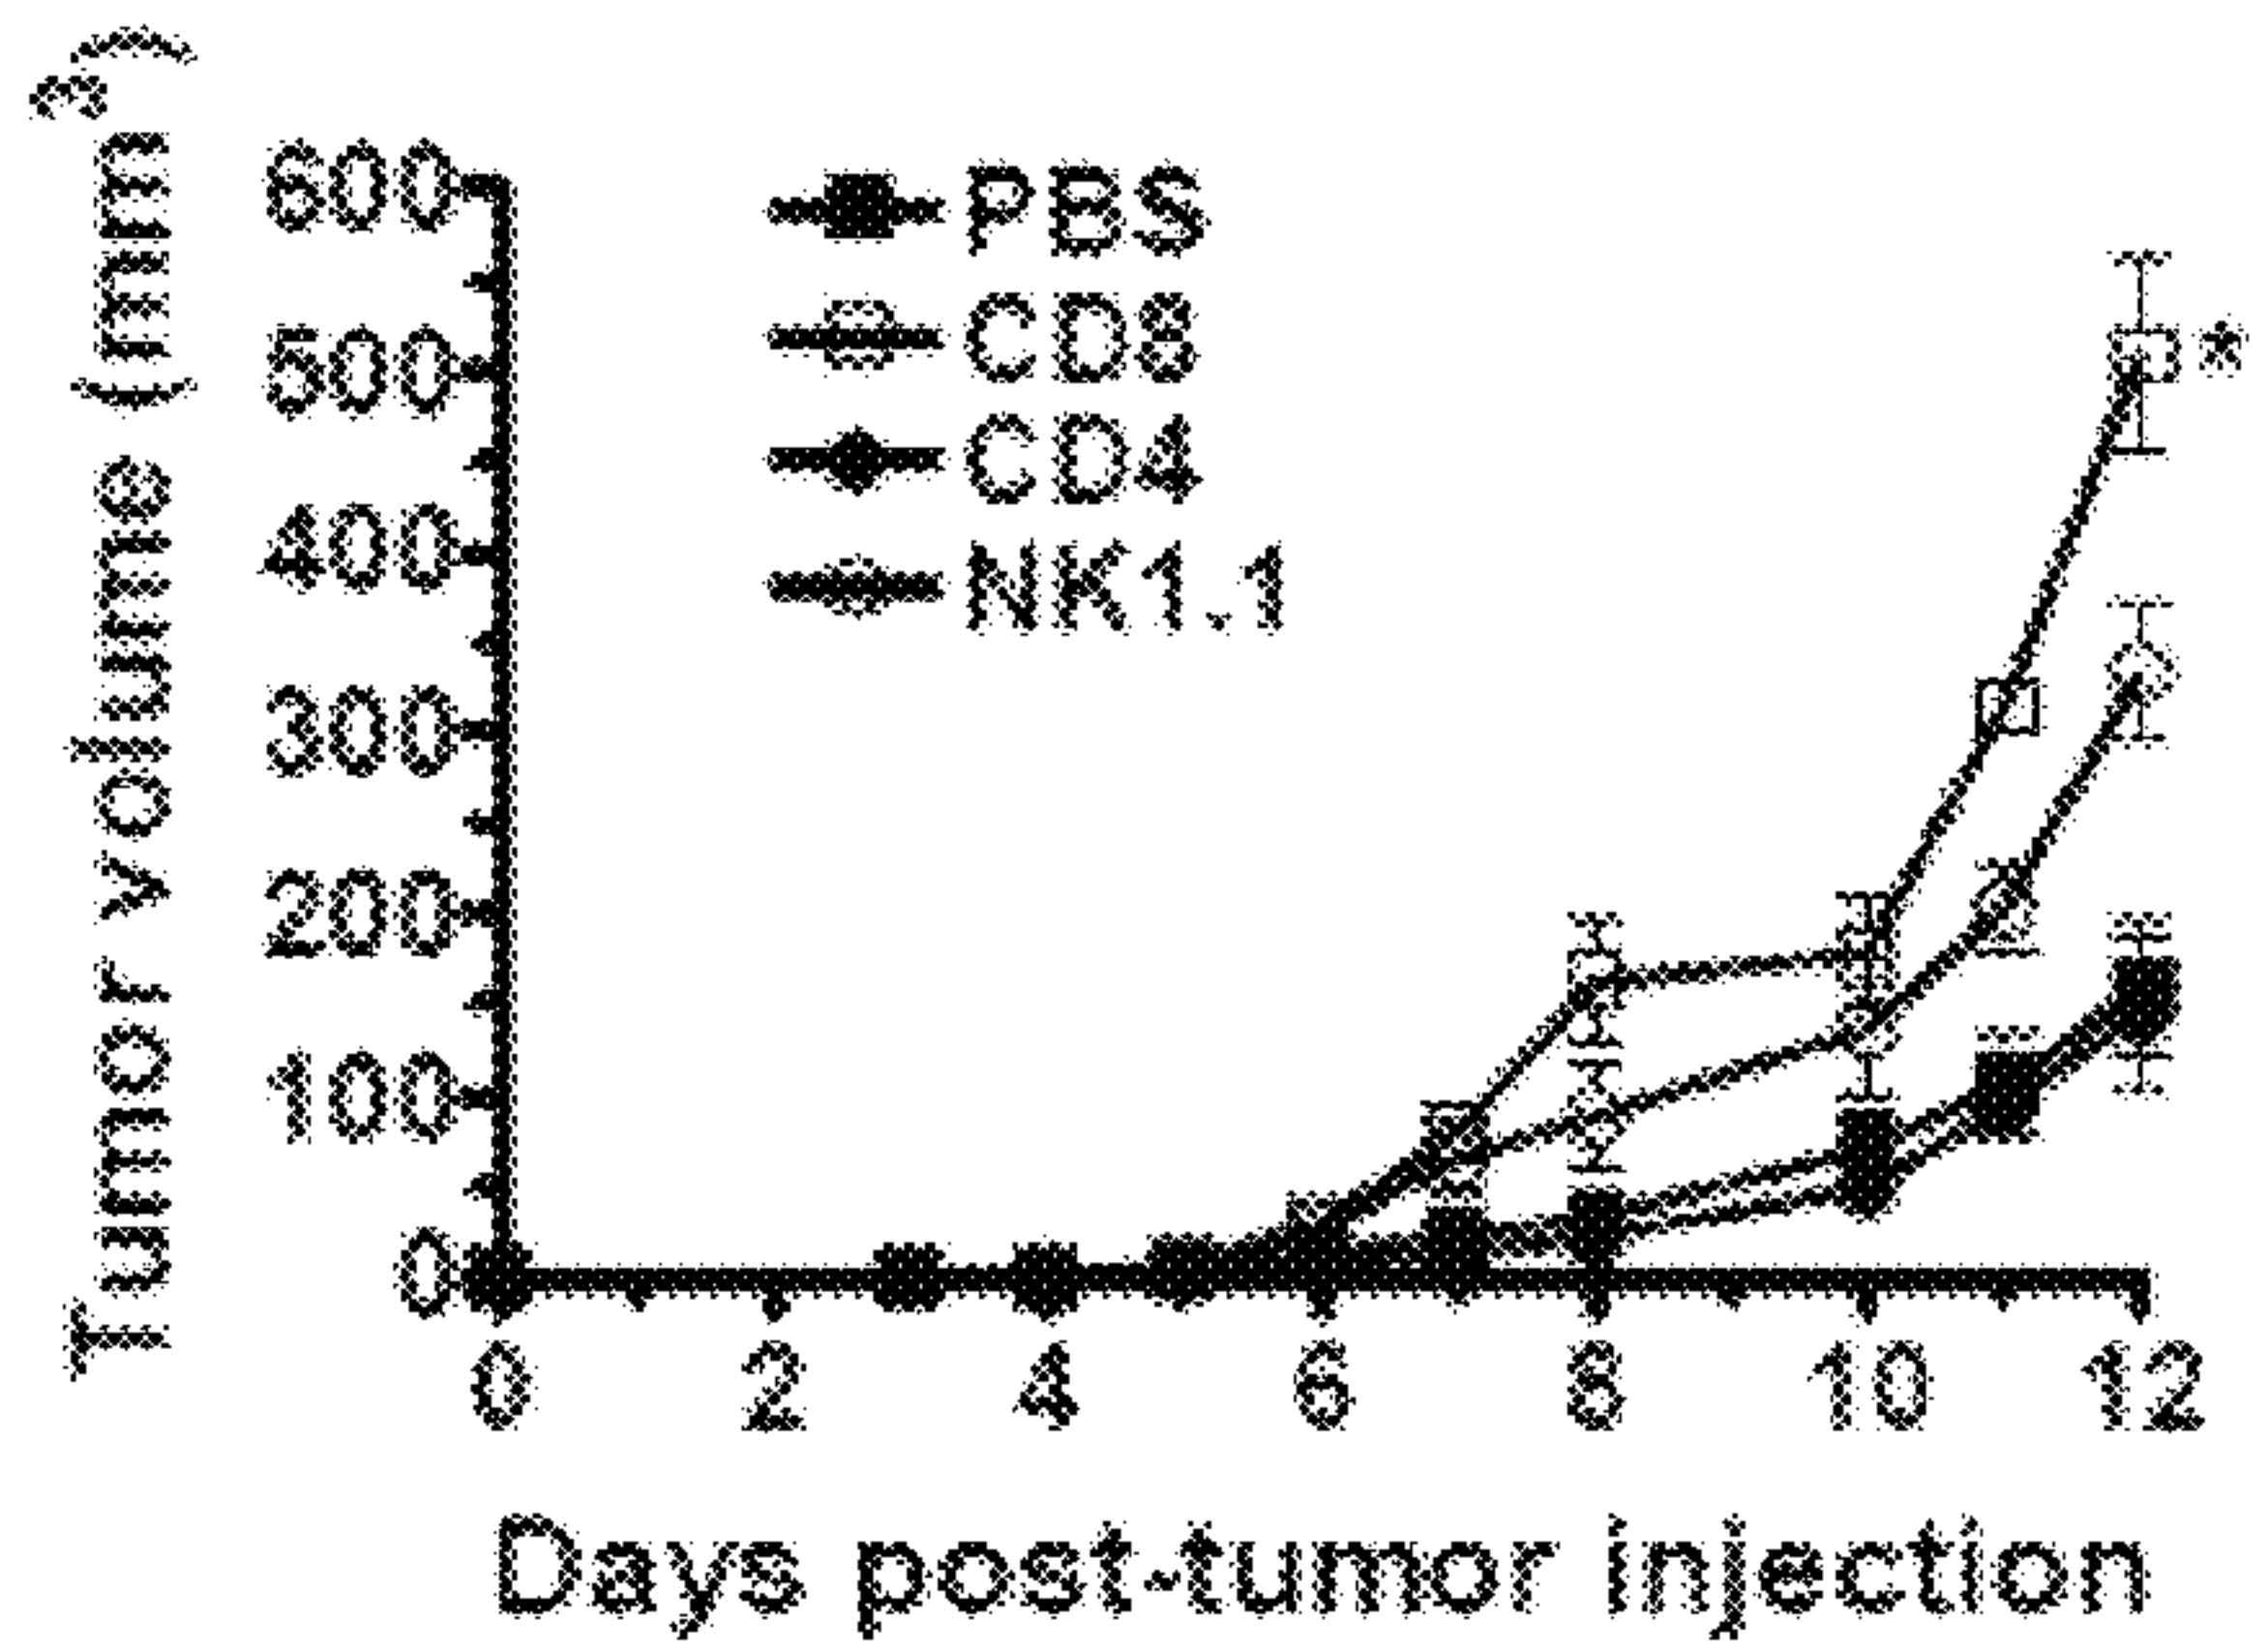 Tumor volume (mm³)
600
500
400
300
200
100
0
PBS
CD8
CD4
NK1.1
*
0 2 4 6 8 10 12
Days post-tumor injection